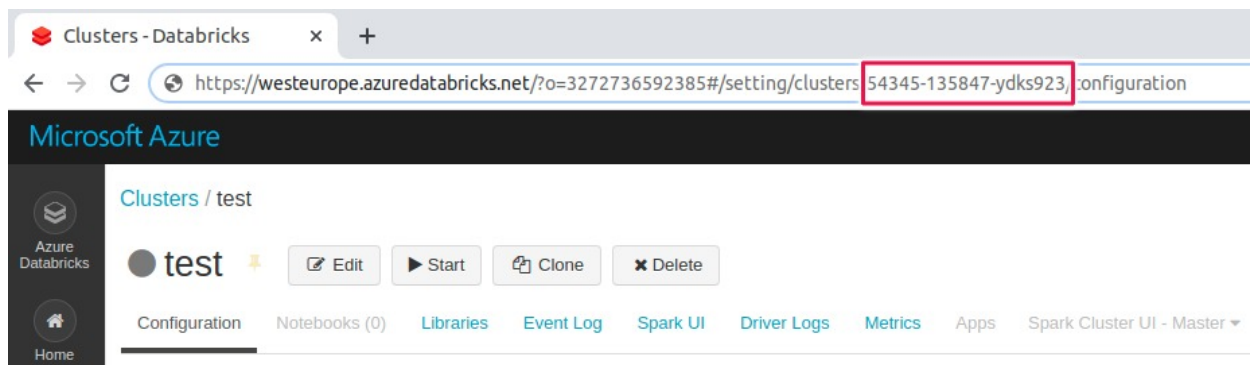 Clusters - Databricks × +
https://westeurope.azuredatabricks.net/?o=3272736592385#/setting/clusters 54345-135847-ydks923/ configuration
Microsoft Azure
Clusters / test
Azure
Databricks
test Edit Start Clone Delete
Home
Configuration Notebooks (0) Libraries Event Log Spark UI Driver Logs Metrics Apps Spark Cluster UI - Master